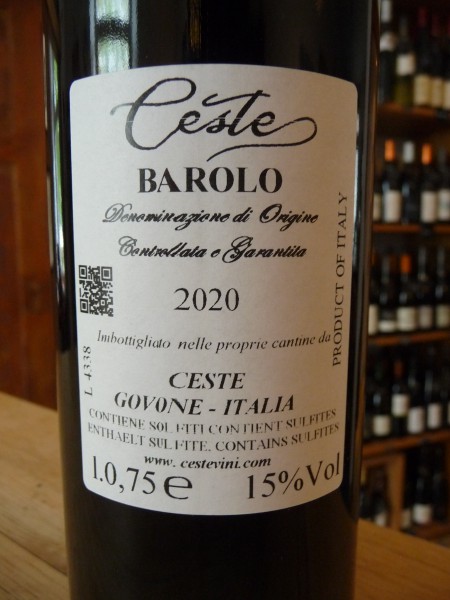 Ceste
BAROLO
Denominazione di Origine
Controllata e Garantita
2020
Imbottigliato nelle proprie cantine da
CESTE
GOVONE - ITALIA
CONTIENE SOLFITI CONTIENT SULFITES
ENTHAELT SULFITE. CONTAINS SULFITES
www. cestevini.com
l.0,75 e 15%Vol
L 4338
PRODUCT OF ITALY